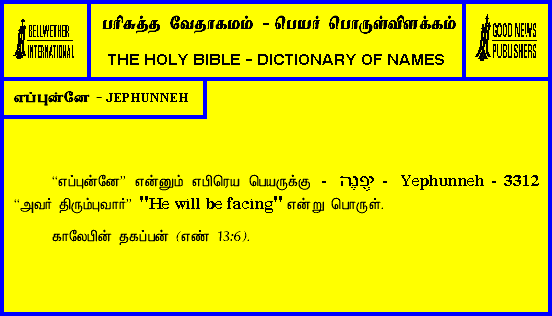 BELLWETHER
INTERNATIONAL
பரிசுத்த வேதாகமம் - பெயர் பொருள்விளக்கம்
THE HOLY BIBLE - DICTIONARY OF NAMES
GOOD NEWS
PUBLISHERS
எப்புன்னே - JEPHUNNEH
“எப்புன்னே” என்னும் எபிரெய பெயருக்கு - יְפֻנֶּה - Yephunneh - 3312
“அவர் திரும்புவார்” "He will be facing" என்று பொருள்.
காலேபின் தகப்பன் (எண் 13:6).